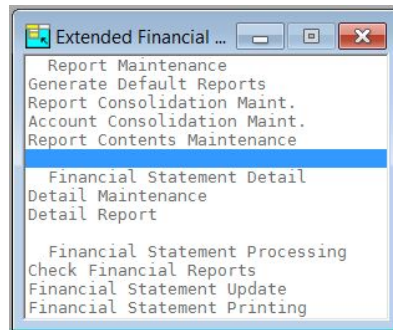 Extended Financial ...
Report Maintenance
Generate Default Reports
Report Consolidation Maint.
Account Consolidation Maint.
Report Contents Maintenance
Financial Statement Detail
Detail Maintenance
Detail Report
Financial Statement Processing
Check Financial Reports
Financial Statement Update
Financial Statement Printing